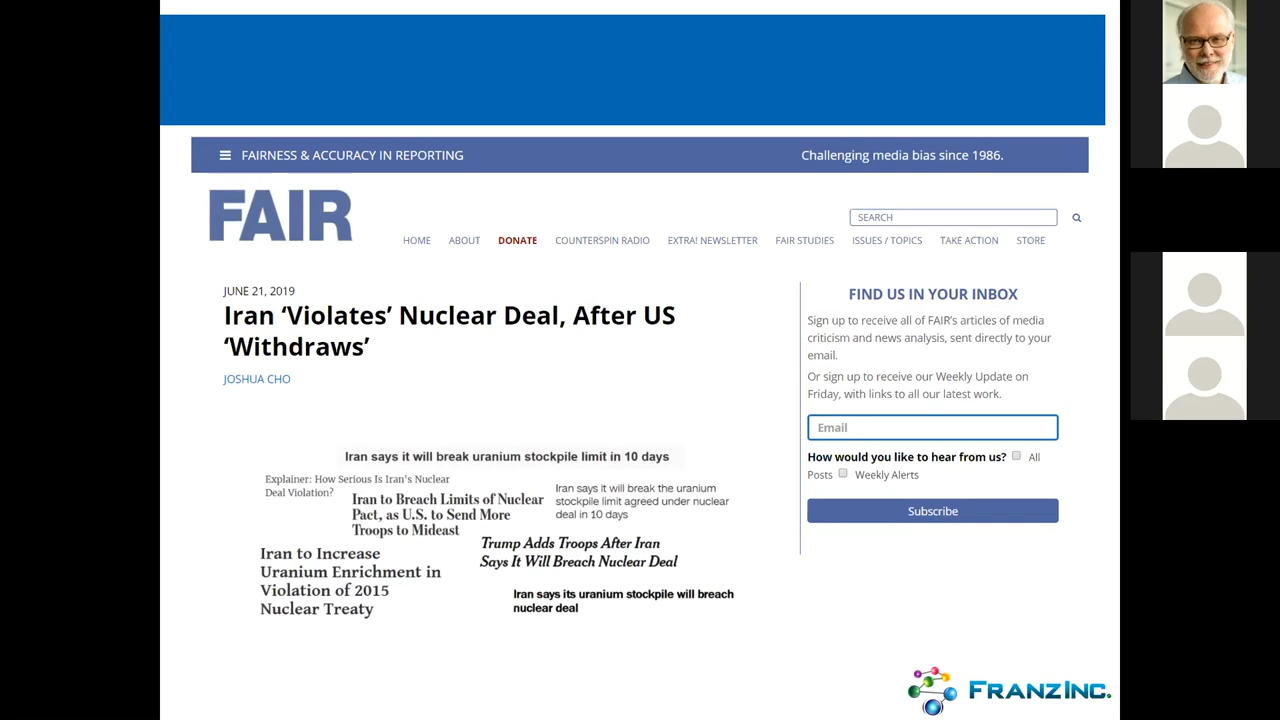 FAIRNESS & ACCURACY IN REPORTING
Challenging media bias since 1986.
FAIR
SEARCH
HOME ABOUT DONATE COUNTERSPIN RADIO EXTRA! NEWSLETTER FAIR STUDIES ISSUES / TOPICS TAKE ACTION STORE
JUNE 21, 2019
Iran ‘Violates’ Nuclear Deal, After US
‘Withdraws’
JOSHUA CHO
Iran says it will break uranium stockpile limit in 10 days
Explainer: How Serious Is Iran's Nuclear
Deal Violation?
Iran to Breach Limits of Nuclear
Pact, as U.S. to Send More
Troops to Mideast
Iran says it will break the uranium
stockpile limit agreed under nuclear
deal in 10 days
Trump Adds Troops After Iran
Says It Will Breach Nuclear Deal
Iran to Increase
Uranium Enrichment in
Violation of 2015
Nuclear Treaty
Iran says its uranium stockpile will breach
nuclear deal
FIND US IN YOUR INBOX
Sign up to receive all of FAIR's articles of media
criticism and news analysis, sent directly to your
email.
Or sign up to receive our Weekly Update on
Friday, with links to all our latest work.
Email
How would you like to hear from us? All
Posts Weekly Alerts
Subscribe
FRANZINC.